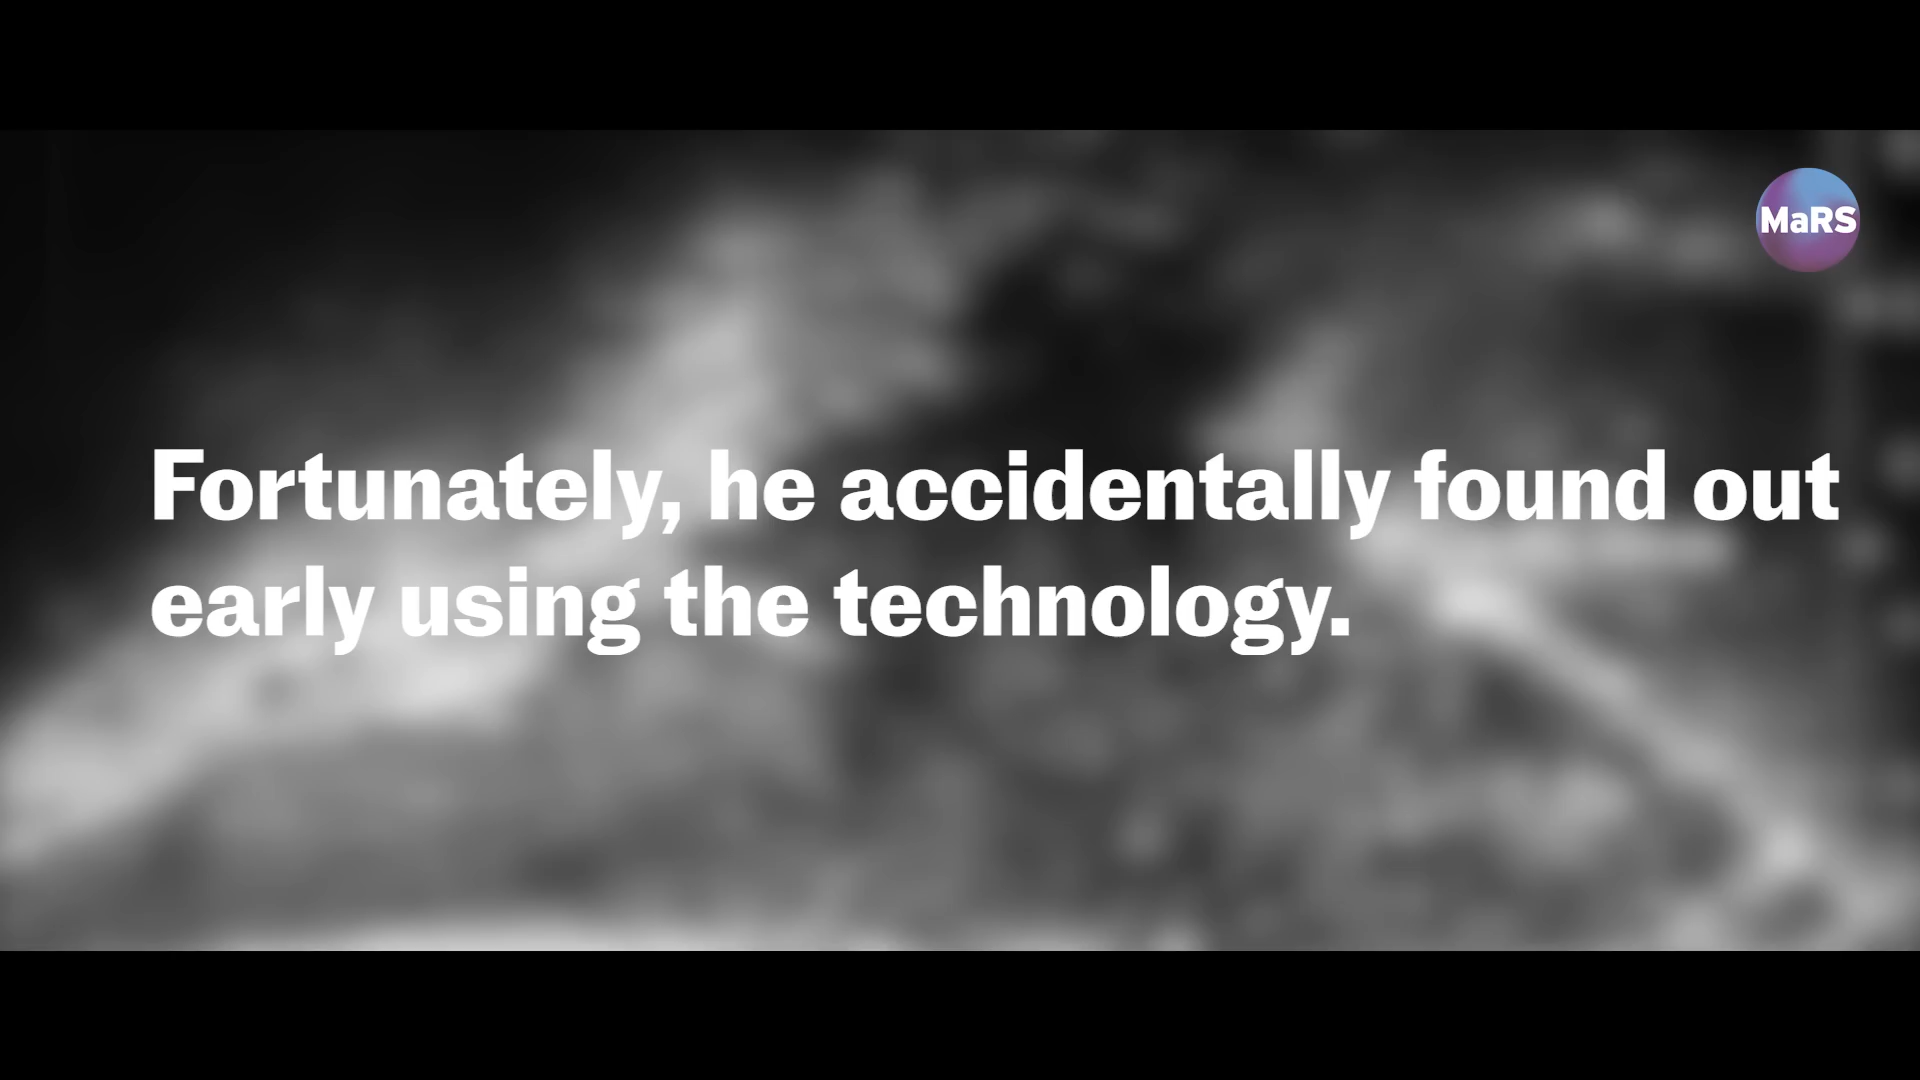 MaRS
Fortunately, he accidentally found out
early using the technology.